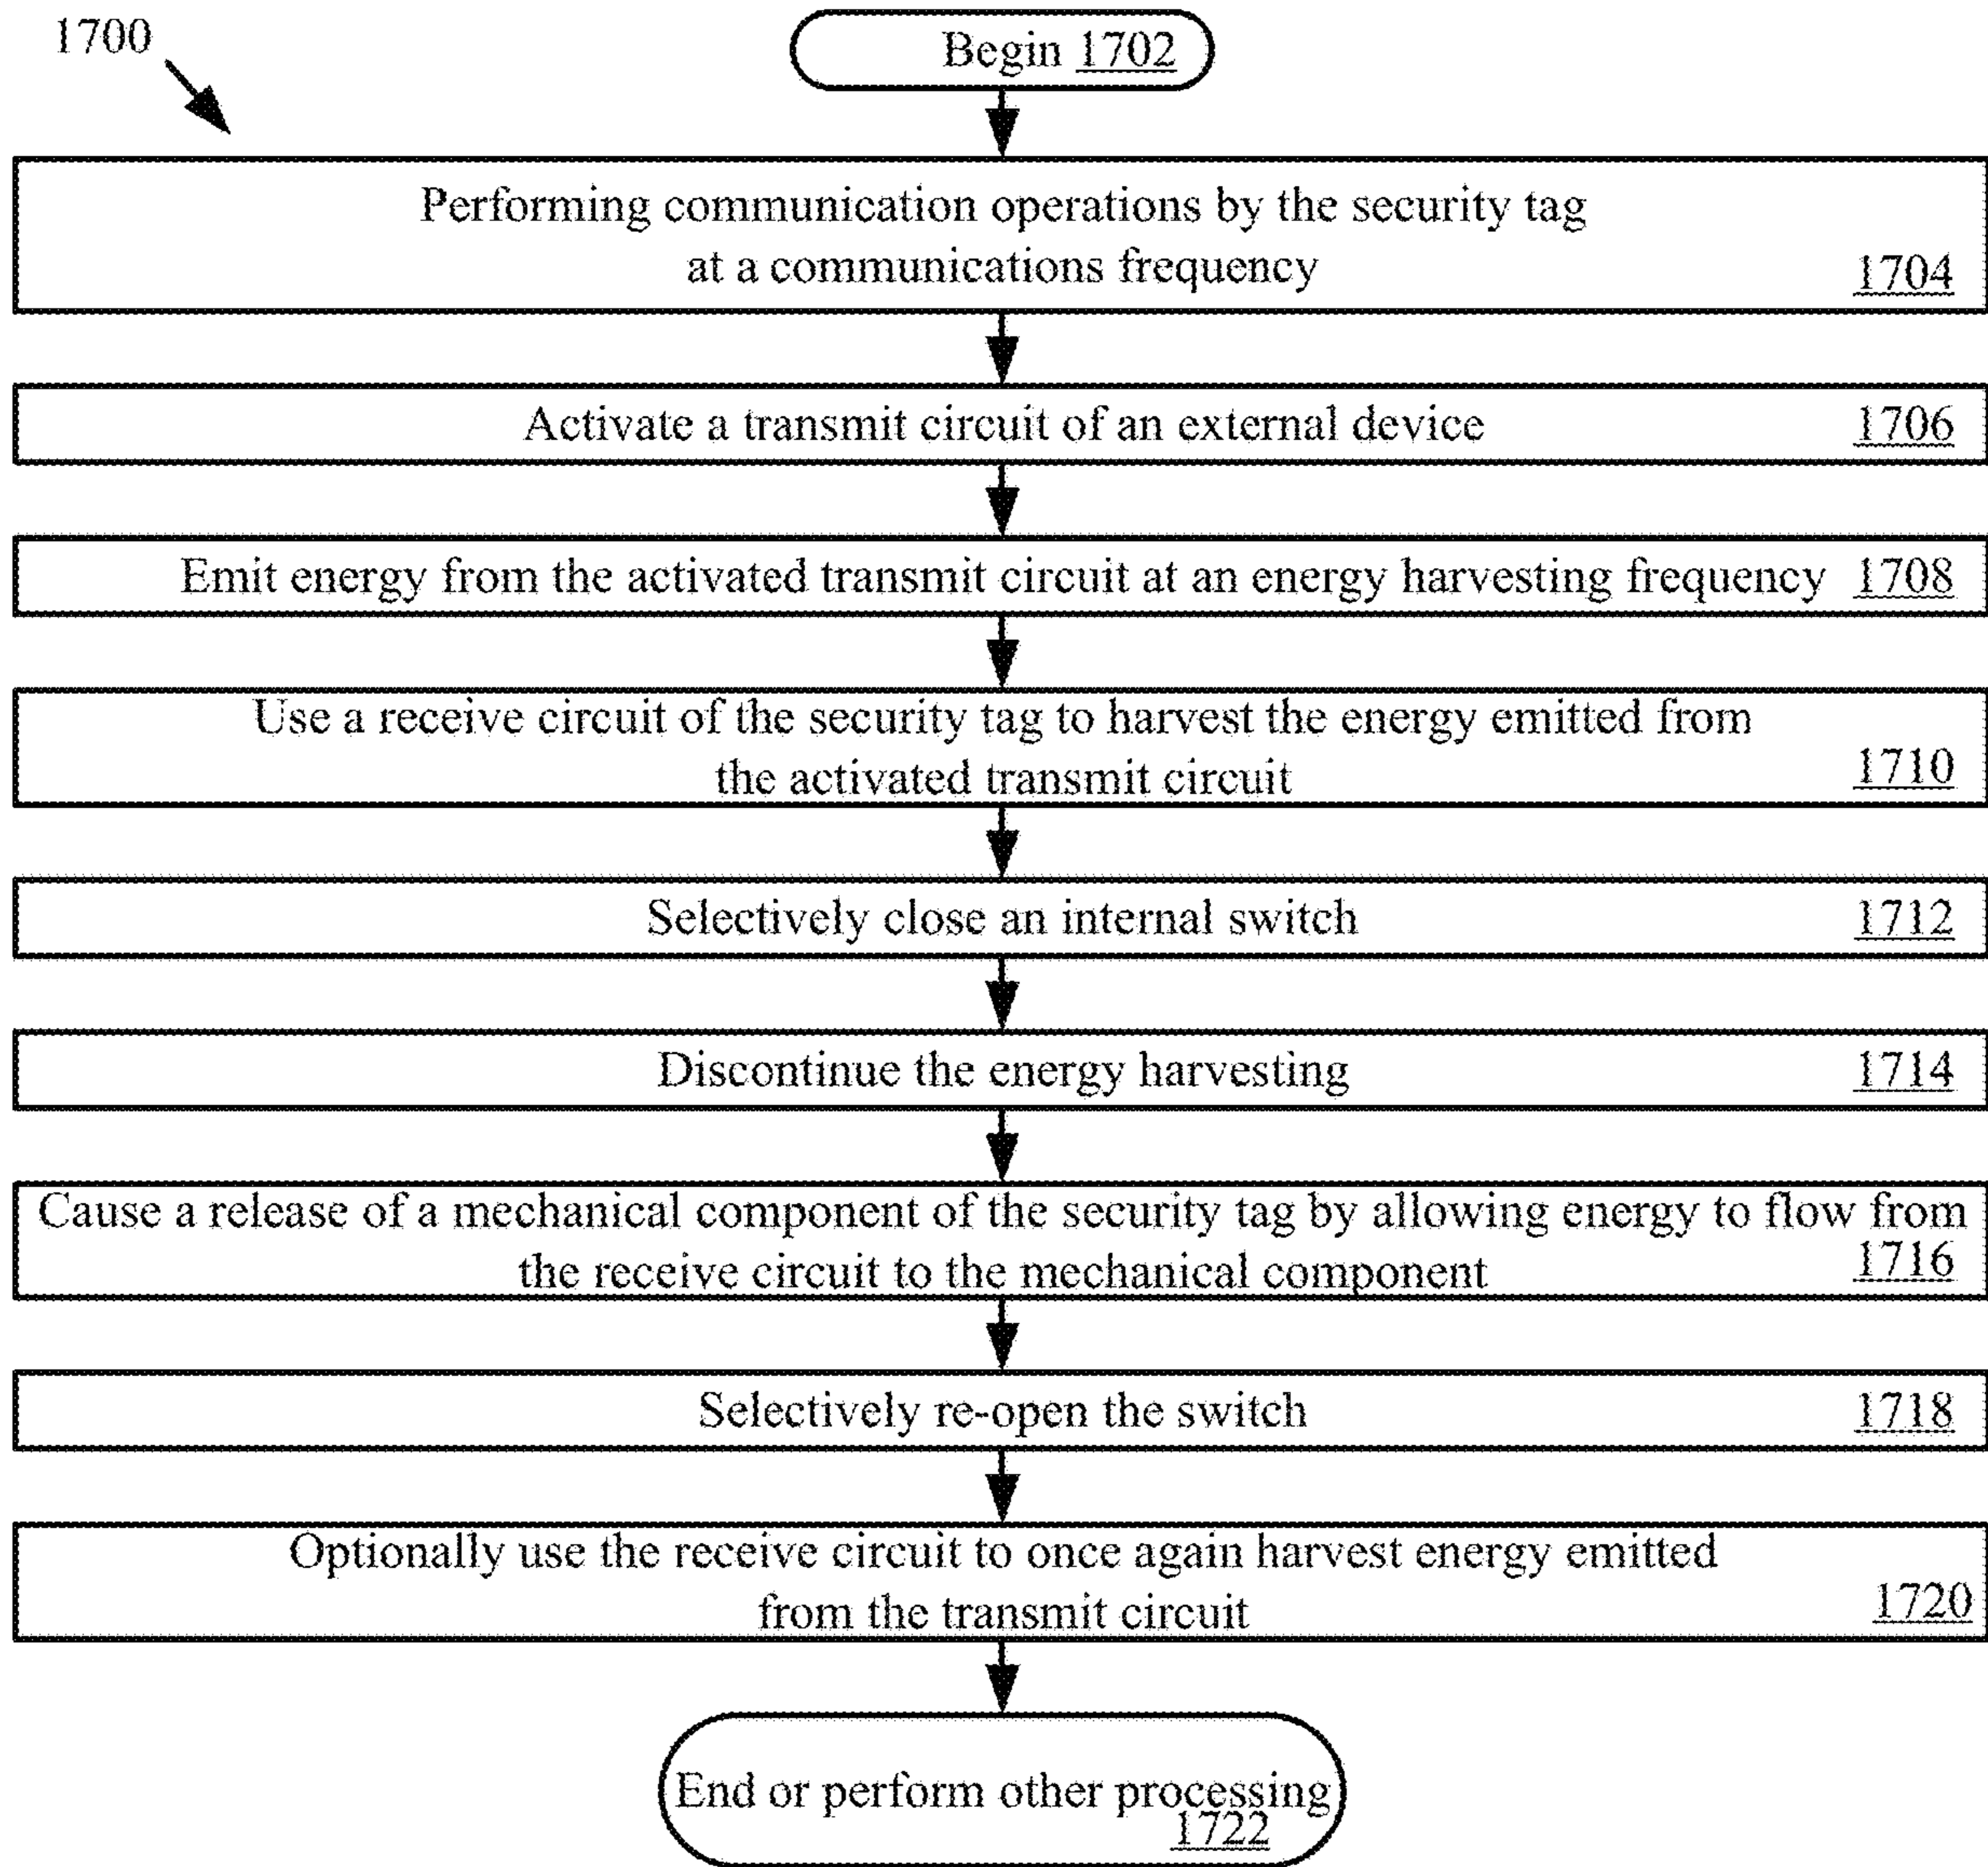 1700
Begin 1702
Performing communication operations by the security tag
at a communications frequency
1704
Activate a transmit circuit of an external device 1706
Emit energy from the activated transmit circuit at an energy harvesting frequency 1708
Use a receive circuit of the security tag to harvest the energy emitted from
the activated transmit circuit
1710
Selectively close an internal switch 1712
Discontinue the energy harvesting 1714
Cause a release of a mechanical component of the security tag by allowing energy to flow from
the receive circuit to the mechanical component
1716
Selectively re-open the switch 1718
Optionally use the receive circuit to once again harvest energy emitted
from the transmit circuit
1720
End or perform other processing
1722